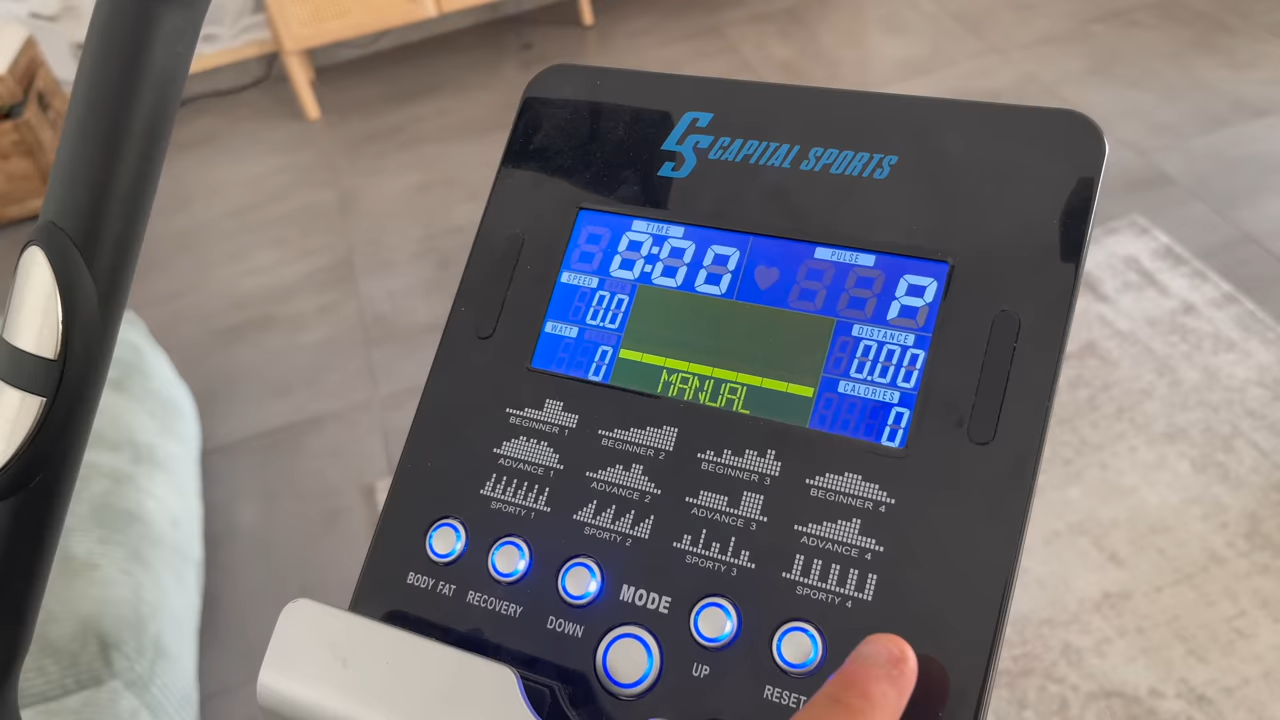 CS CAPITAL SPORTS
TIME
0:00
PULSE
P
SPEED
0.0
WATT
0
DISTANCE
0.00
CALORIES
0
MANUAL
BEGINNER 1
BEGINNER 2
BEGINNER 3
BEGINNER 4
ADVANCE 1
ADVANCE 2
ADVANCE 3
ADVANCE 4
SPORTY 1
SPORTY 2
SPORTY 3
SPORTY 4
BODY FAT
RECOVERY
DOWN
MODE
UP
RESET